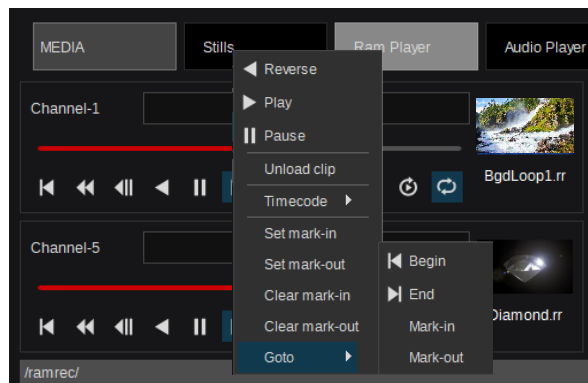 MEDIA
Stills
Ram Player
Audio Player
Channel-1
BgdLoop1.rr
Reverse
Play
Pause
Unload clip
Timecode
Set mark-in
Set mark-out
Clear mark-in
Clear mark-out
Goto
Begin
End
Mark-in
Mark-out
Channel-5
Diamond.rr
/ramrec/